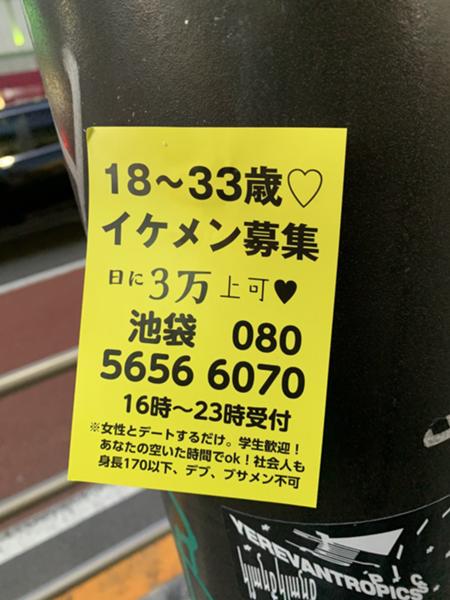 18～33歳♡
イケメン募集
日に3万上可♥
池袋 080
5656 6070
16時～23時受付
※女性とデートするだけ。学生歓迎！
あなたの空いた時間でok！社会人も
身長170以下、デブ、ブサメン不可
YEREVANTROPICS